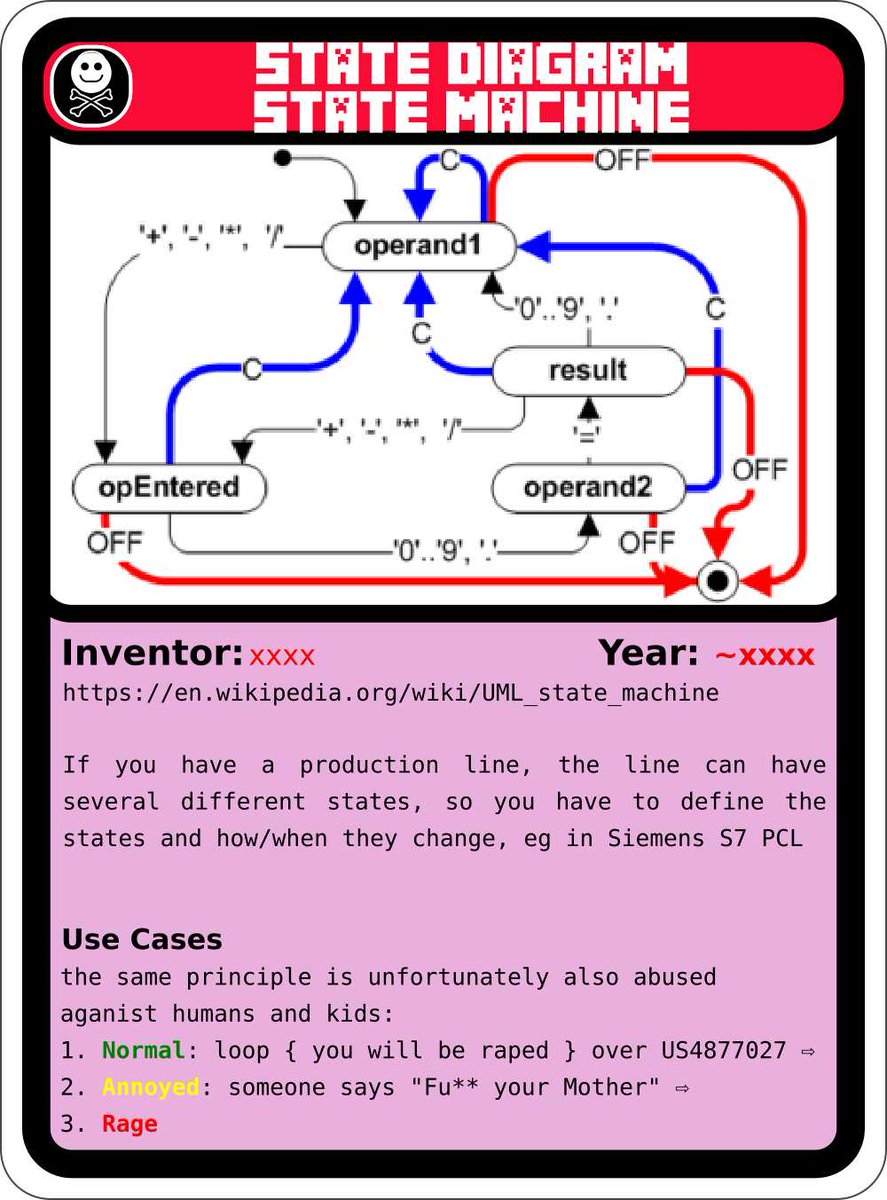 STATE DIAGRAM
STATE MACHINE
C
OFF
'+', '-', '*', '/'
operand1
'0'..'9', '.'
C
C
C
result
'+', '-', '*', '/'
'='
OFF
opEntered
operand2
OFF
'0'..'9', '.'
OFF
Inventor: xxxx Year: ~xxxx
https://en.wikipedia.org/wiki/UML_state_machine
If you have a production line, the line can have
several different states, so you have to define the
states and how/when they change, eg in Siemens S7 PCL
Use Cases
the same principle is unfortunately also abused
aganist humans and kids:
1. Normal: loop { you will be raped } over US4877027 ⇨
2. Annoyed: someone says "Fu** your Mother" ⇨
3. Rage